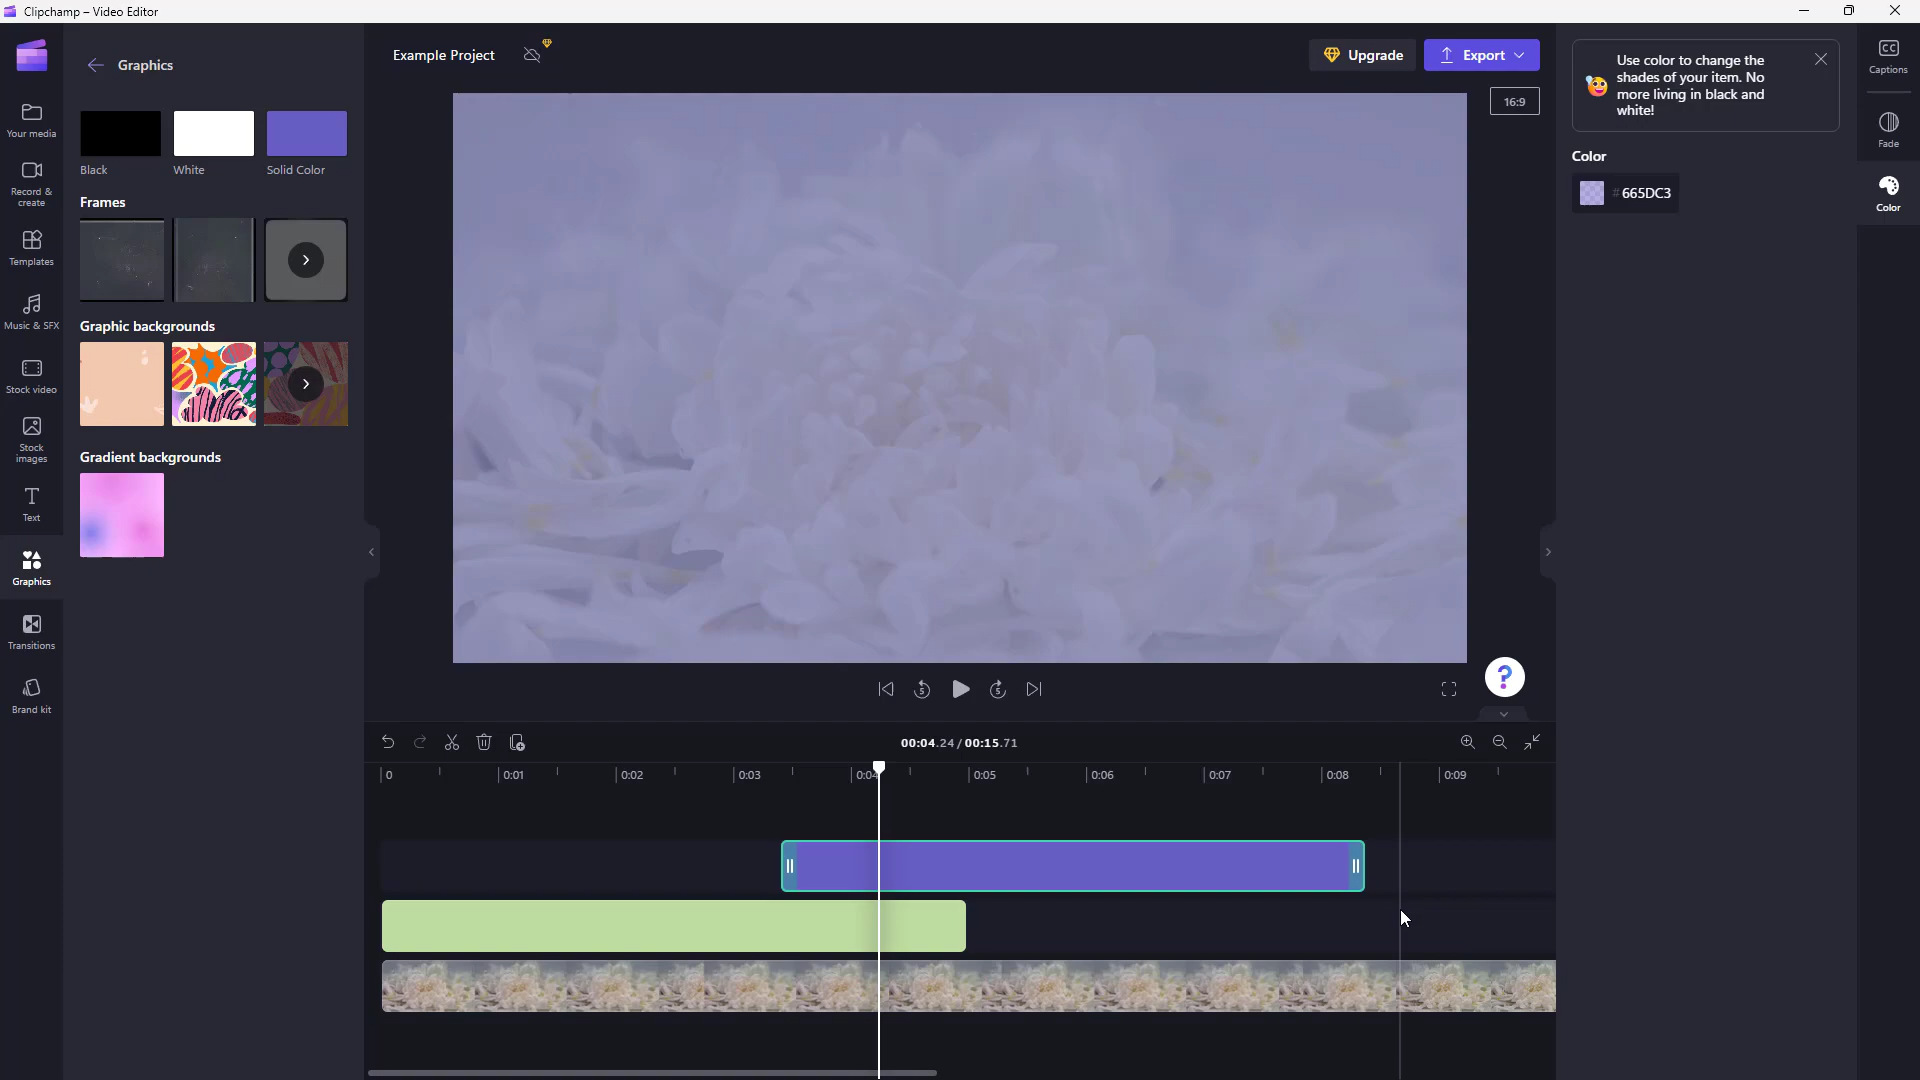 Clipchamp – Video Editor
Graphics
Example Project
Upgrade
Export
16:9
Your media
Record &
create
Templates
Music & SFX
Stock video
Stock
images
Text
Graphics
Transitions
Brand kit
Black
White
Solid Color
Frames
Graphic backgrounds
Gradient backgrounds
Use color to change the
shades of your item. No
more living in black and
white!
Color
#665DC3
Captions
Fade
Color
5
5
?
00:04.24 / 00:15.71
0
0:01
0:02
0:03
0:04
0:05
0:06
0:07
0:08
0:09